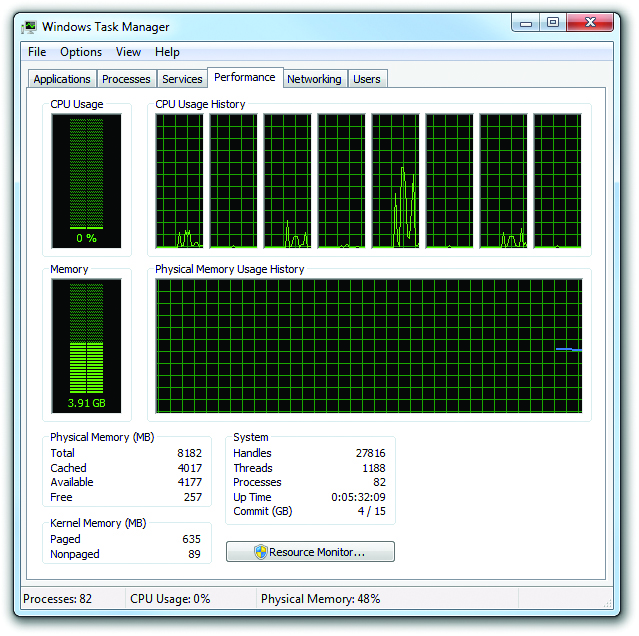 Windows Task Manager
File Options View Help
Applications Processes Services Performance Networking Users
CPU Usage CPU Usage History
0 %
Memory Physical Memory Usage History
3.91 GB
Physical Memory (MB)
Total 8182
Cached 4017
Available 4177
Free 257
Kernel Memory (MB)
Paged 635
Nonpaged 89
System
Handles 27816
Threads 1188
Processes 82
Up Time 0:05:32:09
Commit (GB) 4 / 15
Resource Monitor...
Processes: 82 CPU Usage: 0% Physical Memory: 48%